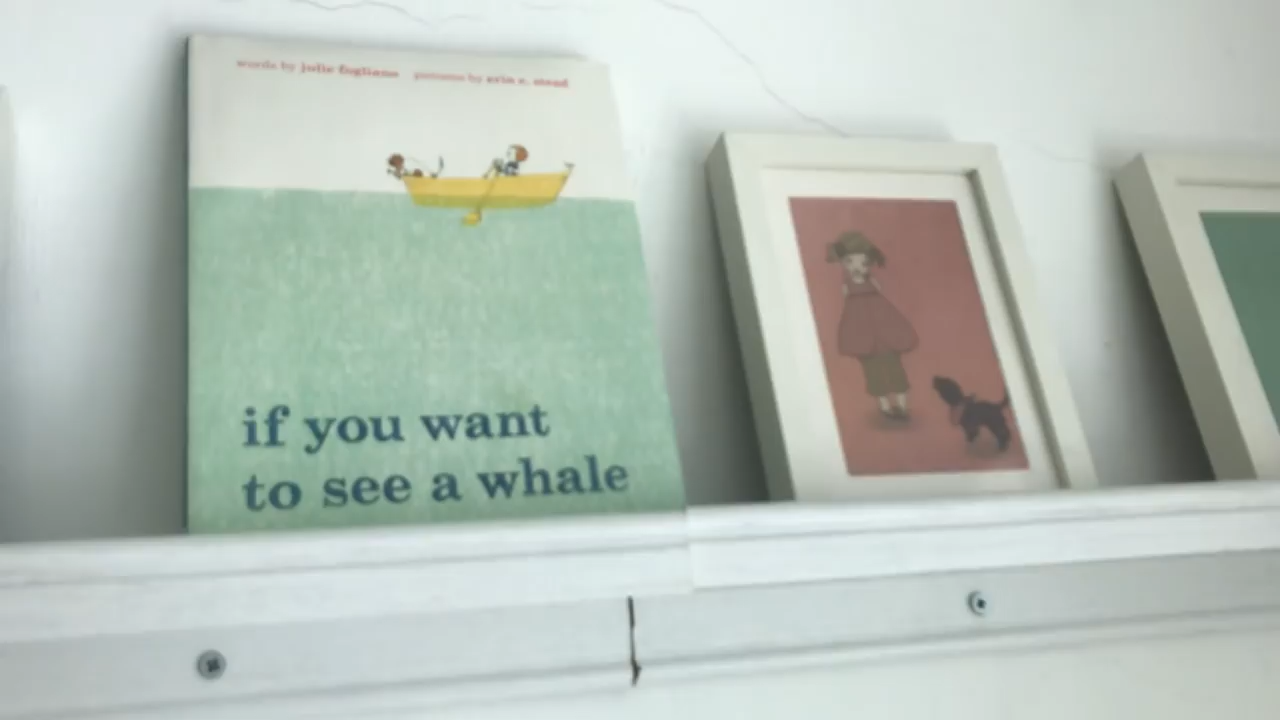 words by julie fogliano pictures by erin e. stead
if you want
to see a whale